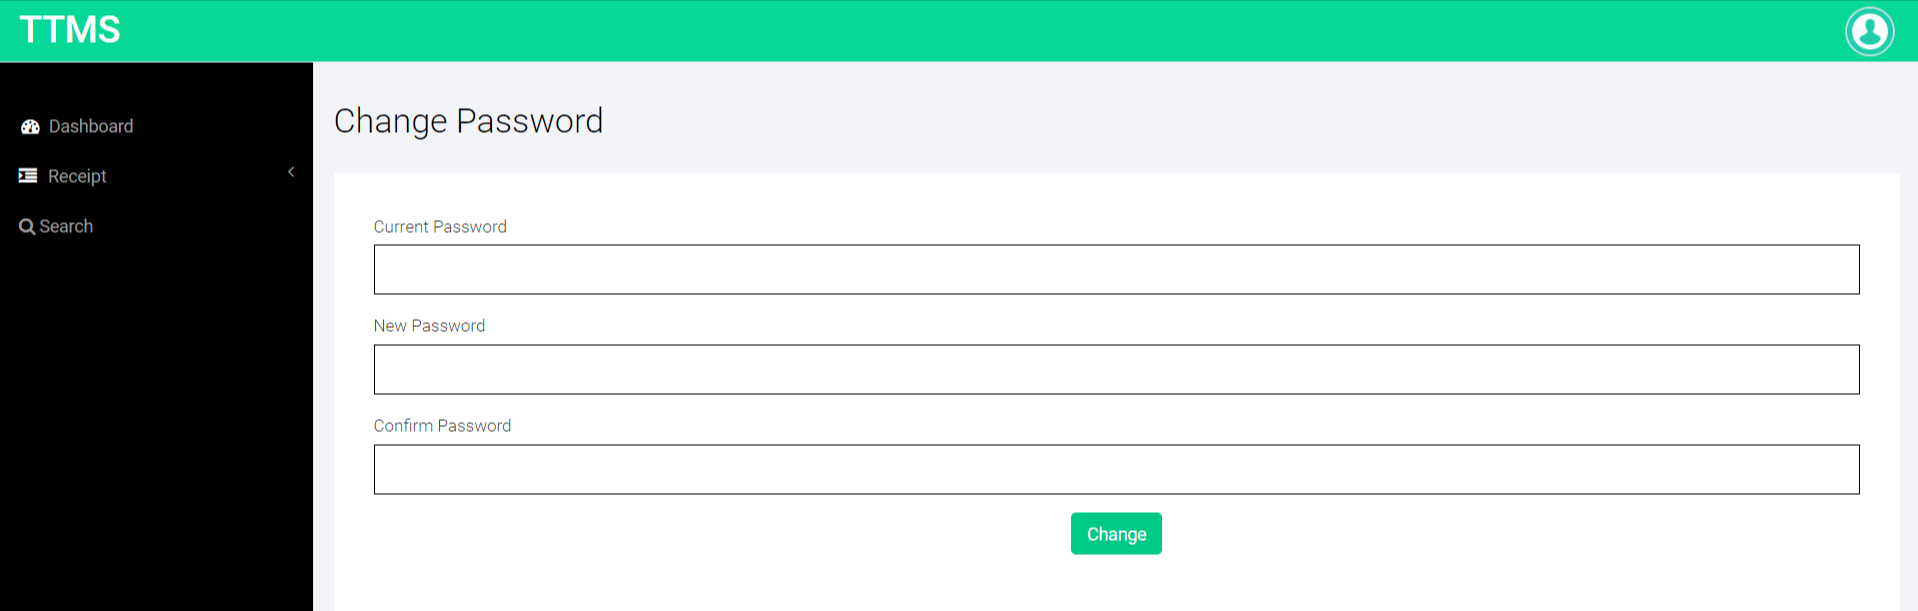 TTMS
Dashboard
Receipt
Search
Change Password
Current Password
New Password
Confirm Password
Change